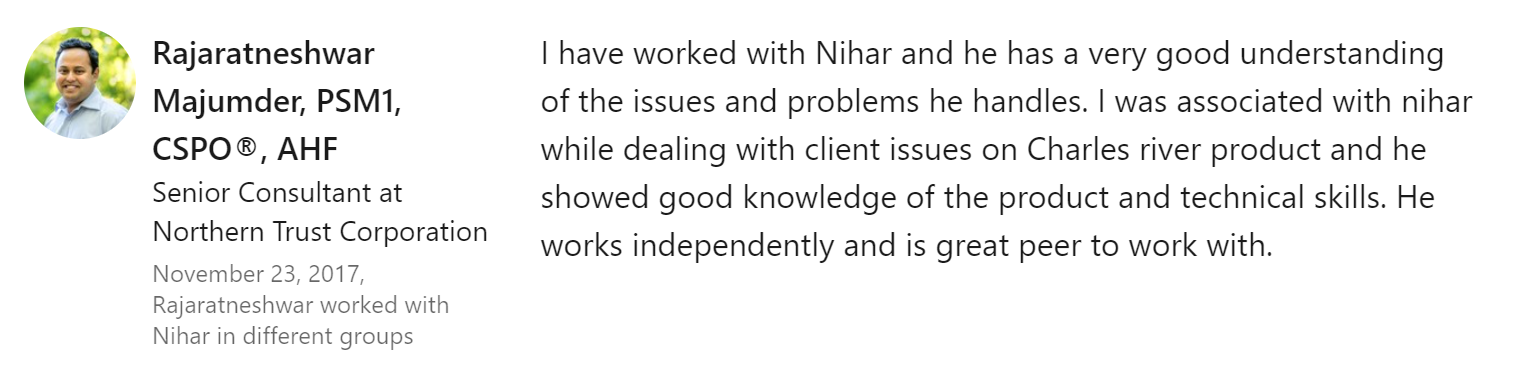 Rajaratneshwar
Majumder, PSM1,
CSPO®, AHF
Senior Consultant at
Northern Trust Corporation
November 23, 2017,
Rajaratneshwar worked with
Nihar in different groups
I have worked with Nihar and he has a very good understanding
of the issues and problems he handles. I was associated with nihar
while dealing with client issues on Charles river product and he
showed good knowledge of the product and technical skills. He
works independently and is great peer to work with.